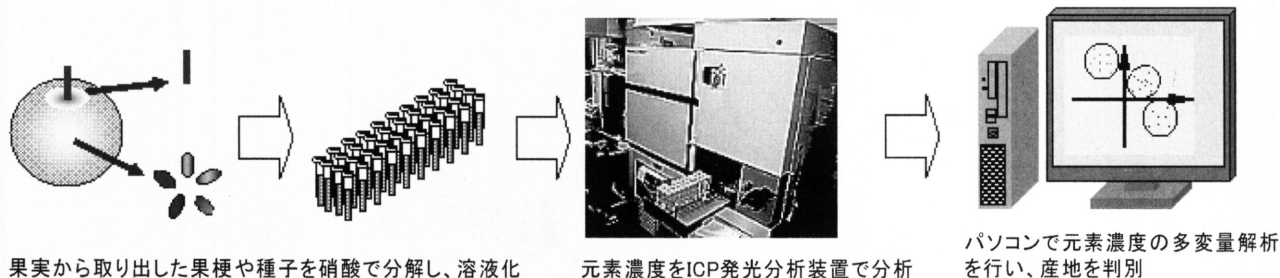 果実から取り出した果梗や種子を硝酸で分解し、溶液化
元素濃度をICP発光分析装置で分析
パソコンで元素濃度の多変量解析
を行い、産地を判別